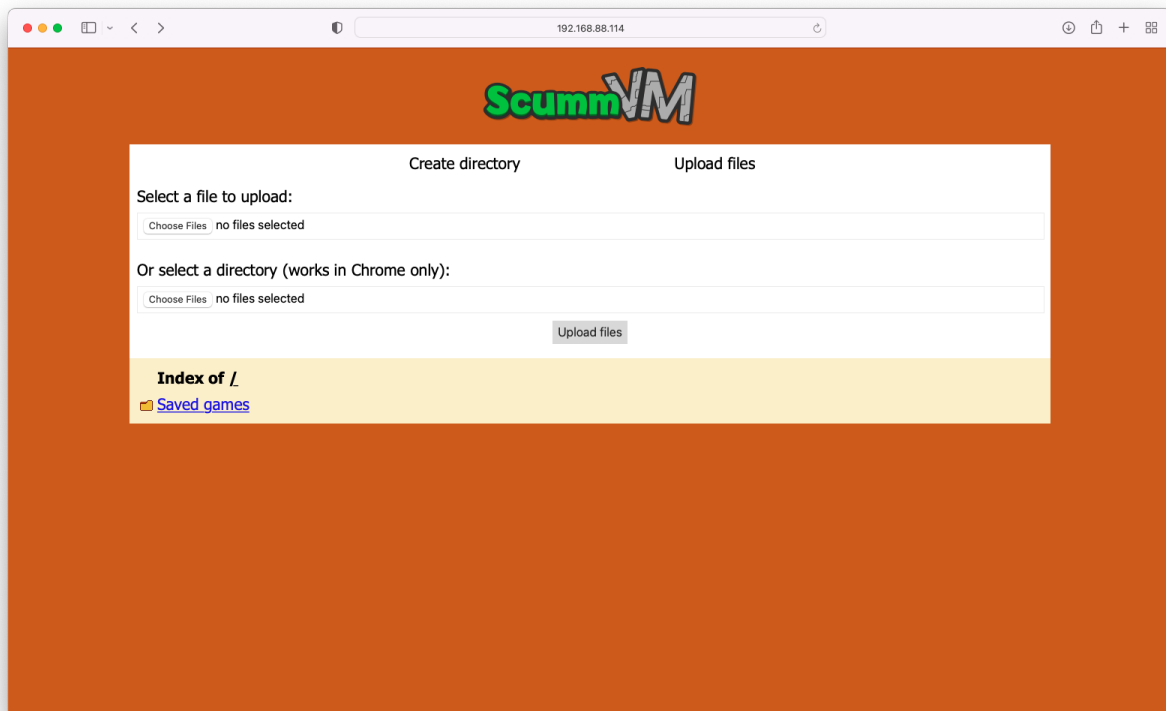 192.168.88.114
ScummVM
Create directory Upload files
Select a file to upload:
Choose Files no files selected
Or select a directory (works in Chrome only):
Choose Files no files selected
Upload files
Index of /
Saved games